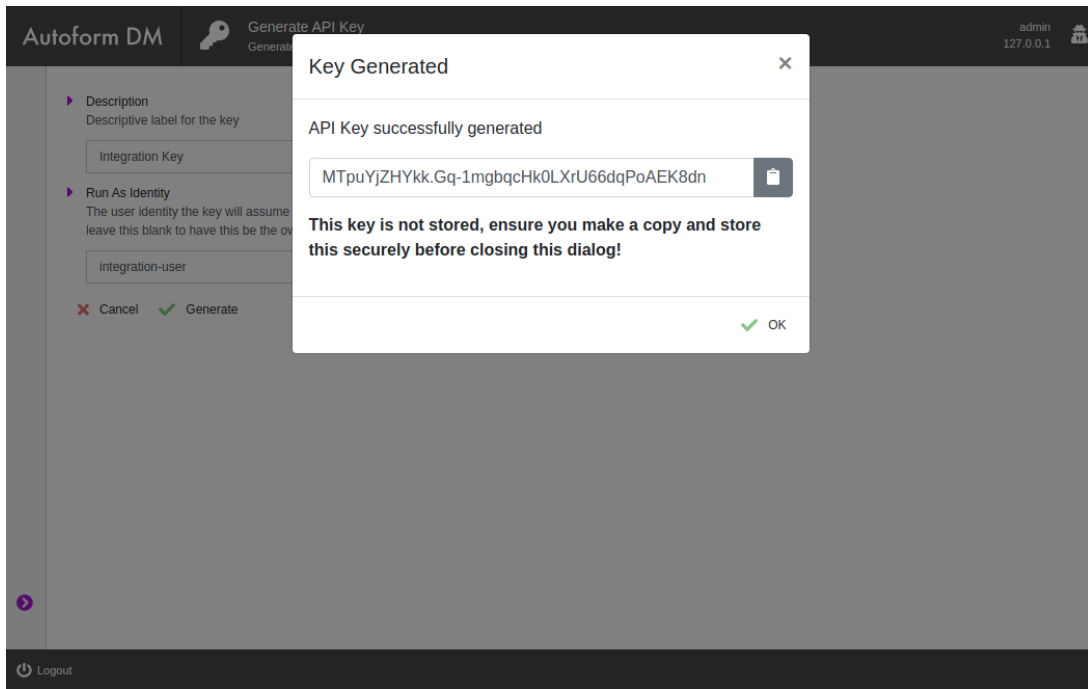 Autoform DM
Generate API Key
Generate
admin
127.0.0.1
Key Generated
×
API Key successfully generated
MTpuYjZHYkk.Gq-1mgbqcHk0LXrU66dqPoAEK8dn
This key is not stored, ensure you make a copy and store
this securely before closing this dialog!
OK
Description
Descriptive label for the key
Integration Key
Run As Identity
The user identity the key will assume
leave this blank to have this be the
integration-user
Cancel
Generate
Logout